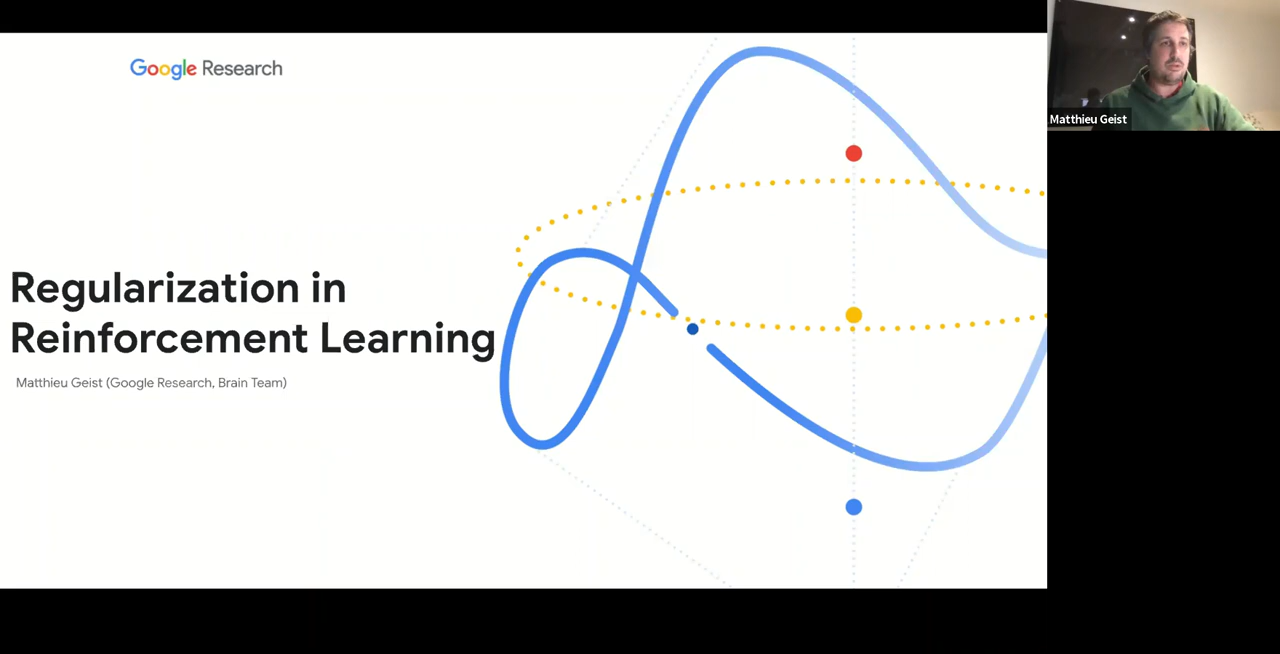 Google Research
Matthieu Geist
Regularization in
Reinforcement Learning
Matthieu Geist (Google Research, Brain Team)